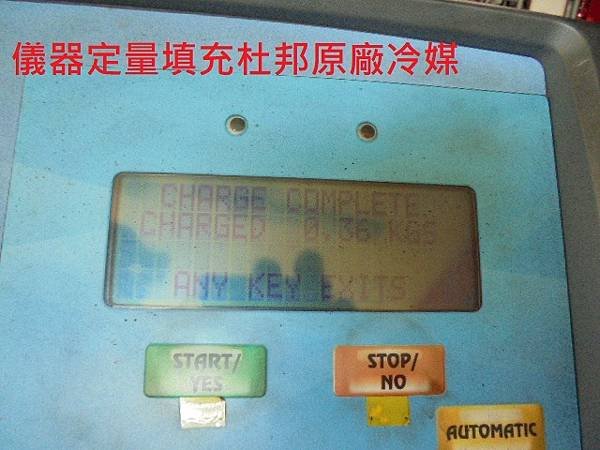 儀器定量填充杜邦原廠冷媒
CHARGE COMPLETE
CHARGED 0,36 KGS
ANY KEY EXITS
START/
YES
STOP/
NO
AUTOMATIC